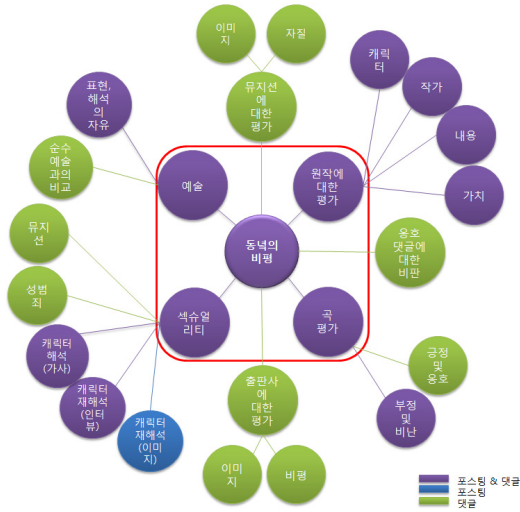 이미
지
자질
캐릭
터
뮤지션
에
대한
평가
작가
표현,
해석
의
자유
내용
순수
예술
과의
비교
예술
원작에
대한
평가
가치
뮤지
션
동녘의
비평
옹호
댓글에
대한
비판
성범
죄
섹슈얼
리티
곡
평가
캐릭터
해석
(가사)
긍정
및
옹호
출판사
에
대한
평가
캐릭터
재해석
(인터
뷰)
부정
및
비난
캐릭터
재해석
(이미
지)
이미
지
비평
포스팅 & 댓글
포스팅
댓글